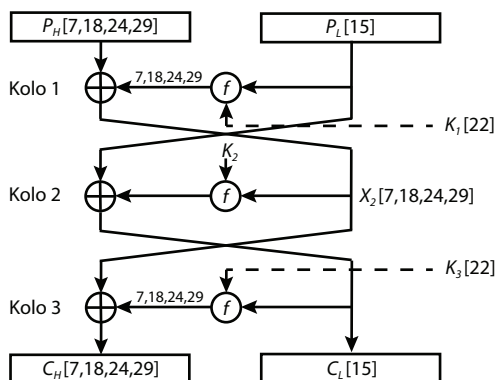 P_H[7,18,24,29] P_L[15]
Kolo 1 7,18,24,29 f
K_1[22]
K_2
Kolo 2 f X_2[7,18,24,29]
K_3[22]
Kolo 3 7,18,24,29 f
C_H[7,18,24,29] C_L[15]